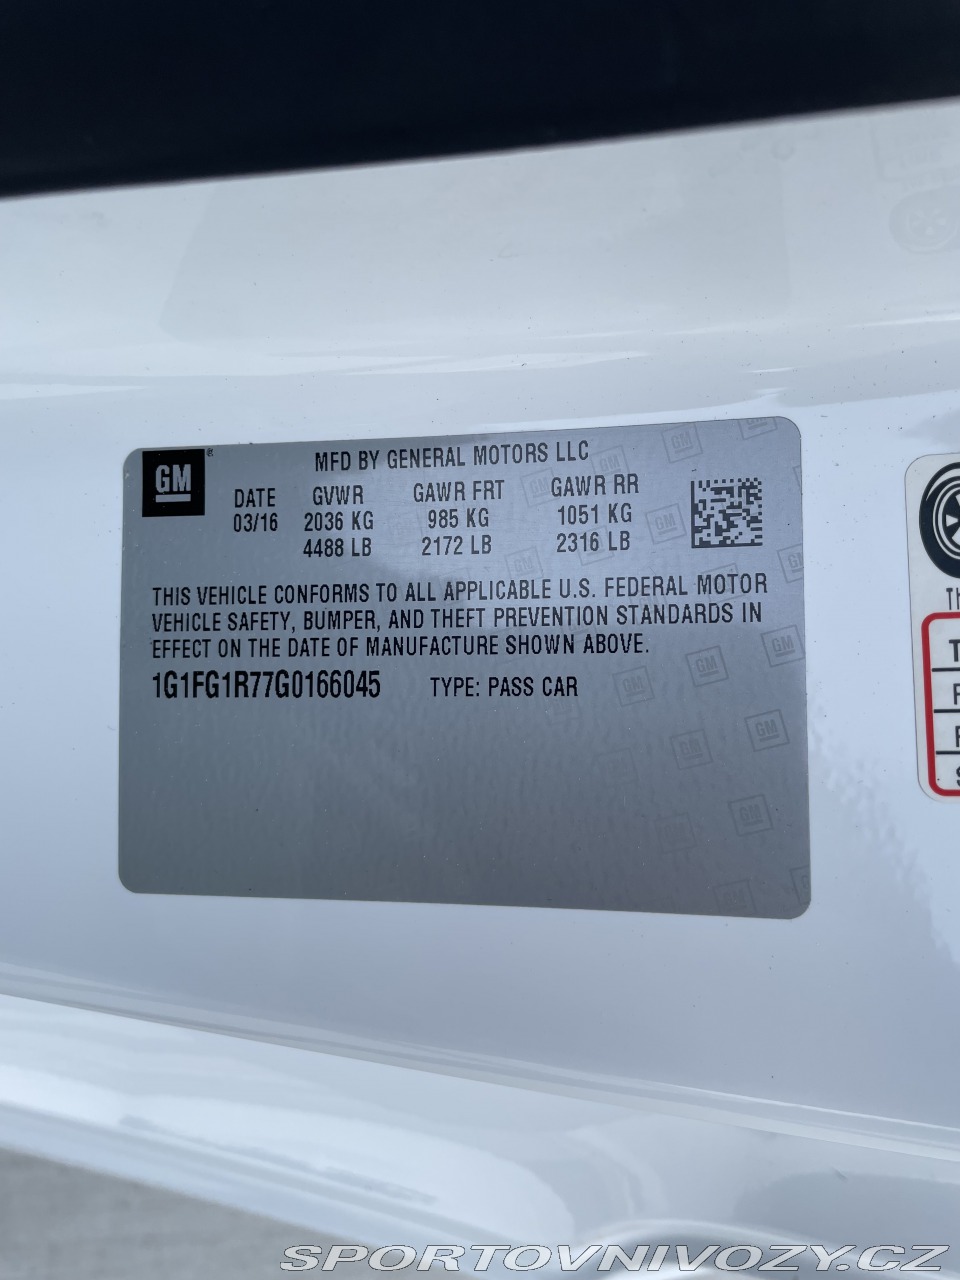 GM®
MFD BY GENERAL MOTORS LLC
DATE GVWR GAWR FRT GAWR RR
03/16 2036 KG 985 KG 1051 KG
4488 LB 2172 LB 2316 LB
THIS VEHICLE CONFORMS TO ALL APPLICABLE U.S. FEDERAL MOTOR
VEHICLE SAFETY, BUMPER, AND THEFT PREVENTION STANDARDS IN
EFFECT ON THE DATE OF MANUFACTURE SHOWN ABOVE.
1G1FG1R77G0166045 TYPE: PASS CAR
SPORTOVNIVOZY.CZ